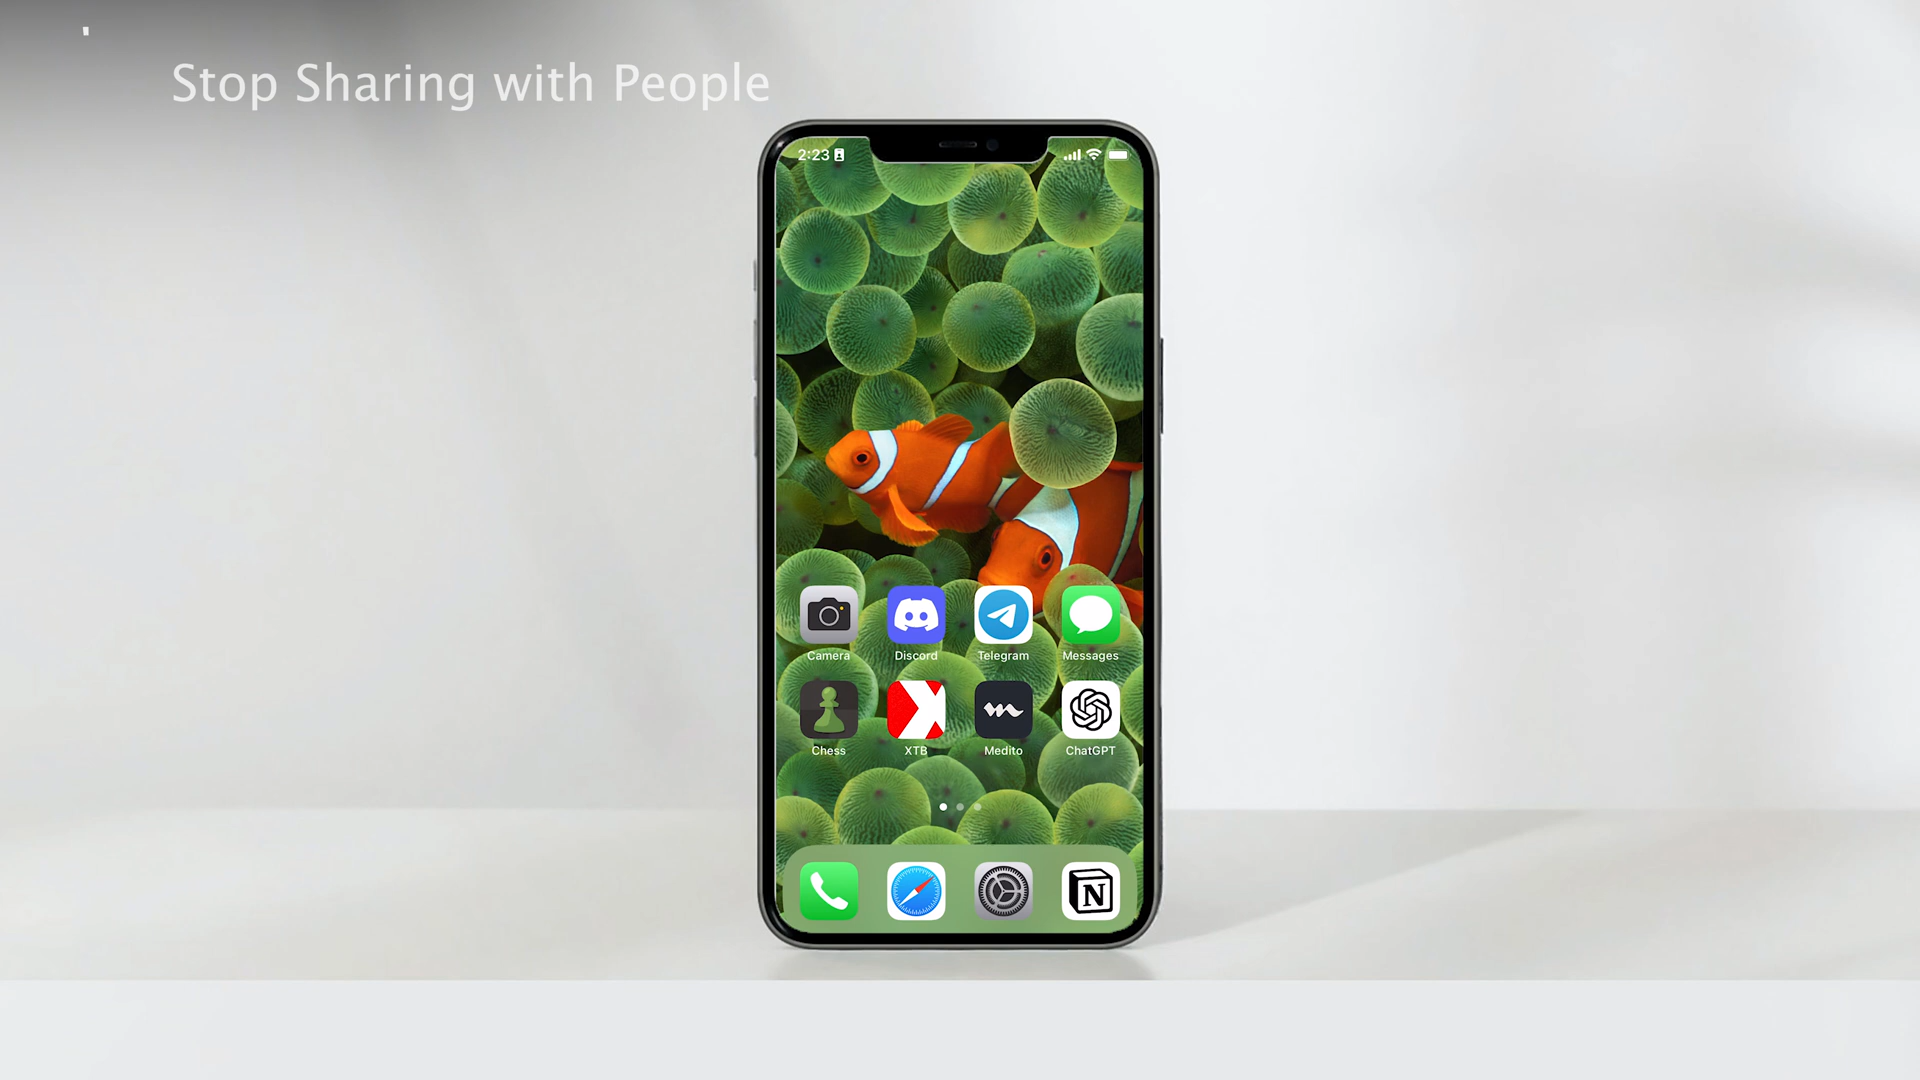 Stop Sharing with People
2:23
Camera Discord Telegram Messages
Chess XTB Medito ChatGPT
N